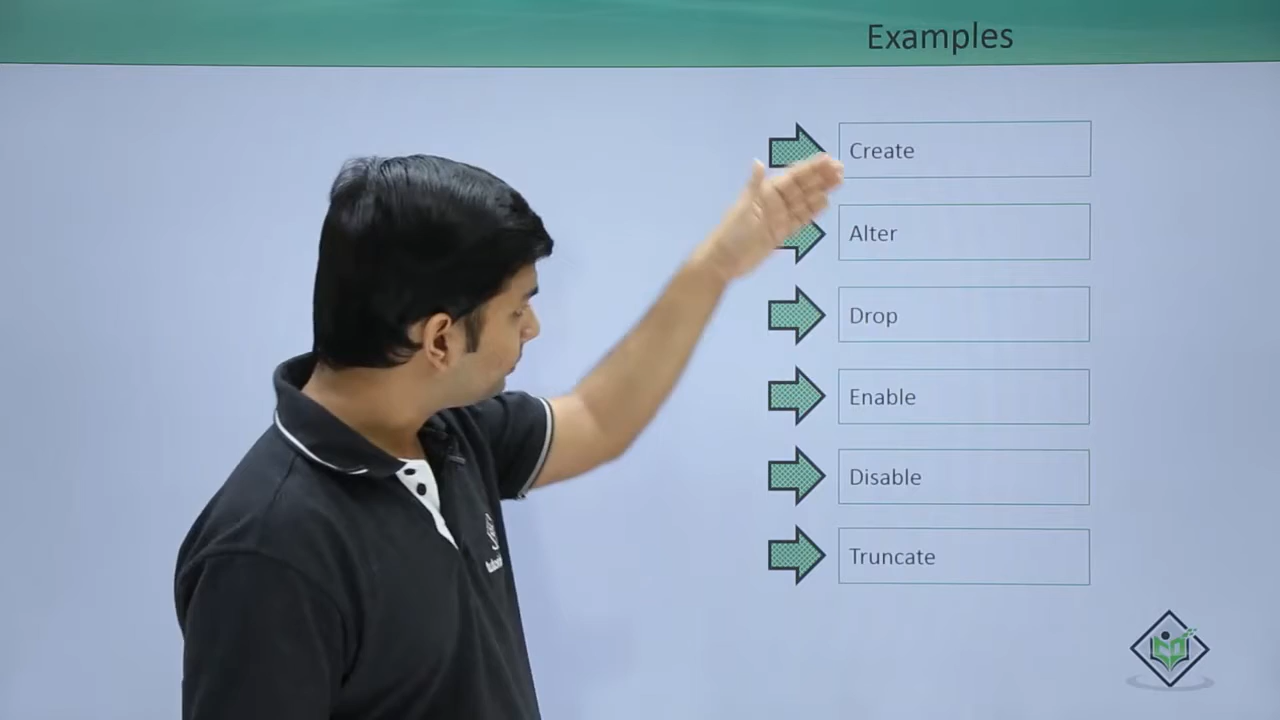 Examples
Create
Alter
Drop
Enable
Disable
Truncate